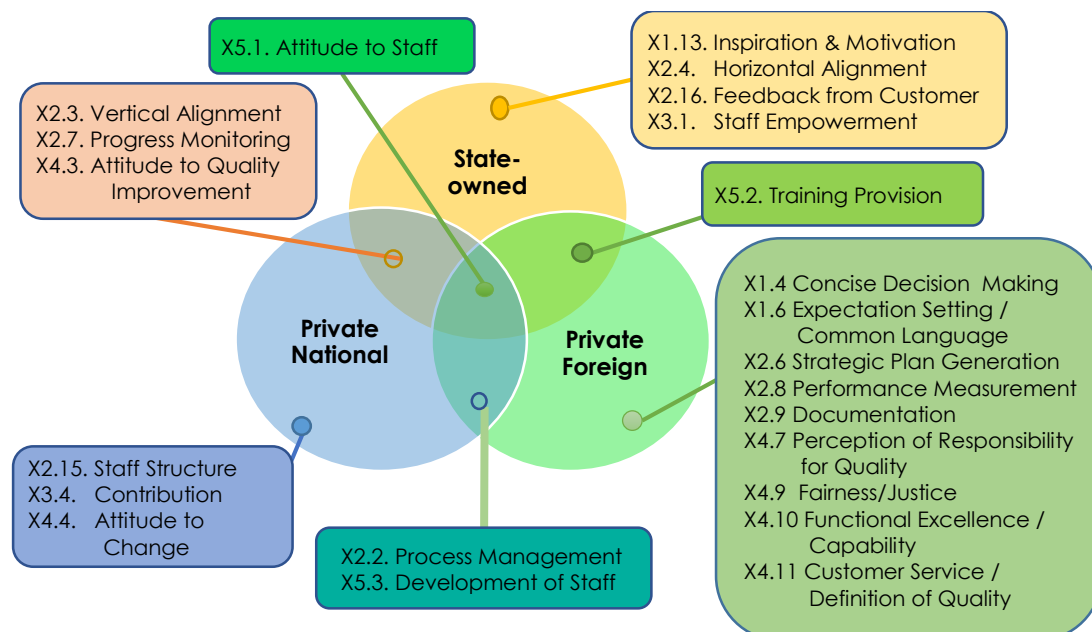 X5.1. Attitude to Staff
X1.13. Inspiration & Motivation
X2.4. Horizontal Alignment
X2.16. Feedback from Customer
X3.1. Staff Empowerment
X2.3. Vertical Alignment
X2.7. Progress Monitoring
X4.3. Attitude to Quality
Improvement
State-
owned
X5.2. Training Provision
Private
National
Private
Foreign
X1.4 Concise Decision Making
X1.6 Expectation Setting /
Common Language
X2.6 Strategic Plan Generation
X2.8 Performance Measurement
X2.9 Documentation
X4.7 Perception of Responsibility
for Quality
X4.9 Fairness/Justice
X4.10 Functional Excellence /
Capability
X4.11 Customer Service /
Definition of Quality
X2.15. Staff Structure
X3.4. Contribution
X4.4. Attitude to
Change
X2.2. Process Management
X5.3. Development of Staff